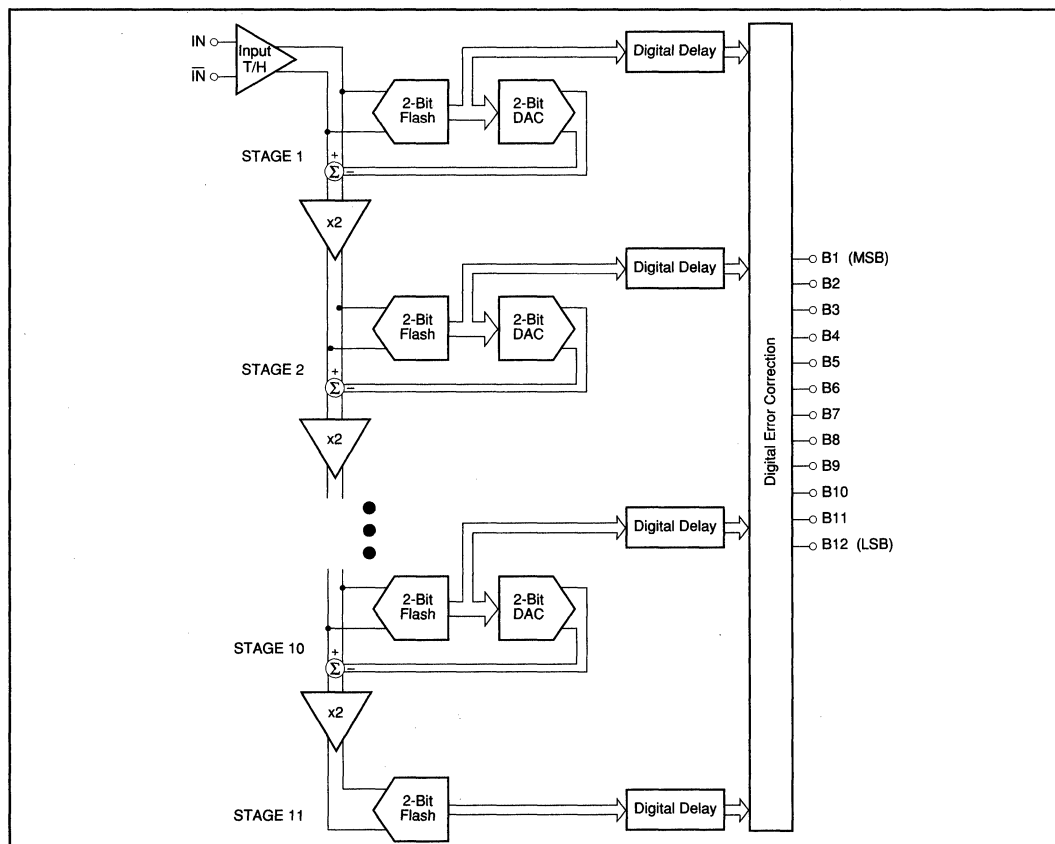 IN
Input
T/H
I̅N̅
2-Bit
Flash
2-Bit
DAC
Digital Delay
STAGE 1
+
Σ
−
x2
2-Bit
Flash
2-Bit
DAC
Digital Delay
STAGE 2
+
Σ
−
x2
2-Bit
Flash
2-Bit
DAC
Digital Delay
STAGE 10
+
Σ
−
x2
2-Bit
Flash
Digital Delay
STAGE 11
Digital Error Correction
B1 (MSB)
B2
B3
B4
B5
B6
B7
B8
B9
B10
B11
B12 (LSB)